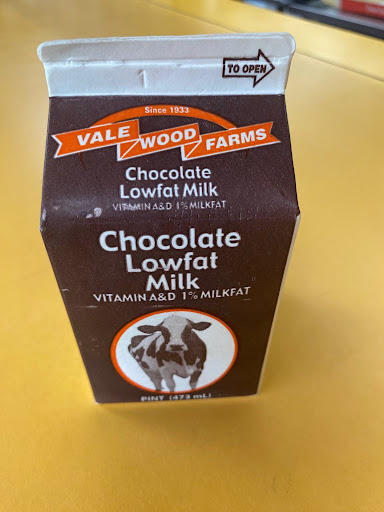 TO OPEN
Since 1933
VALE WOOD FARMS
Chocolate
Lowfat Milk
VITAMIN A&D 1% MILKFAT
Chocolate
Lowfat
Milk
VITAMIN A&D 1% MILKFAT
PINT (473 mL)